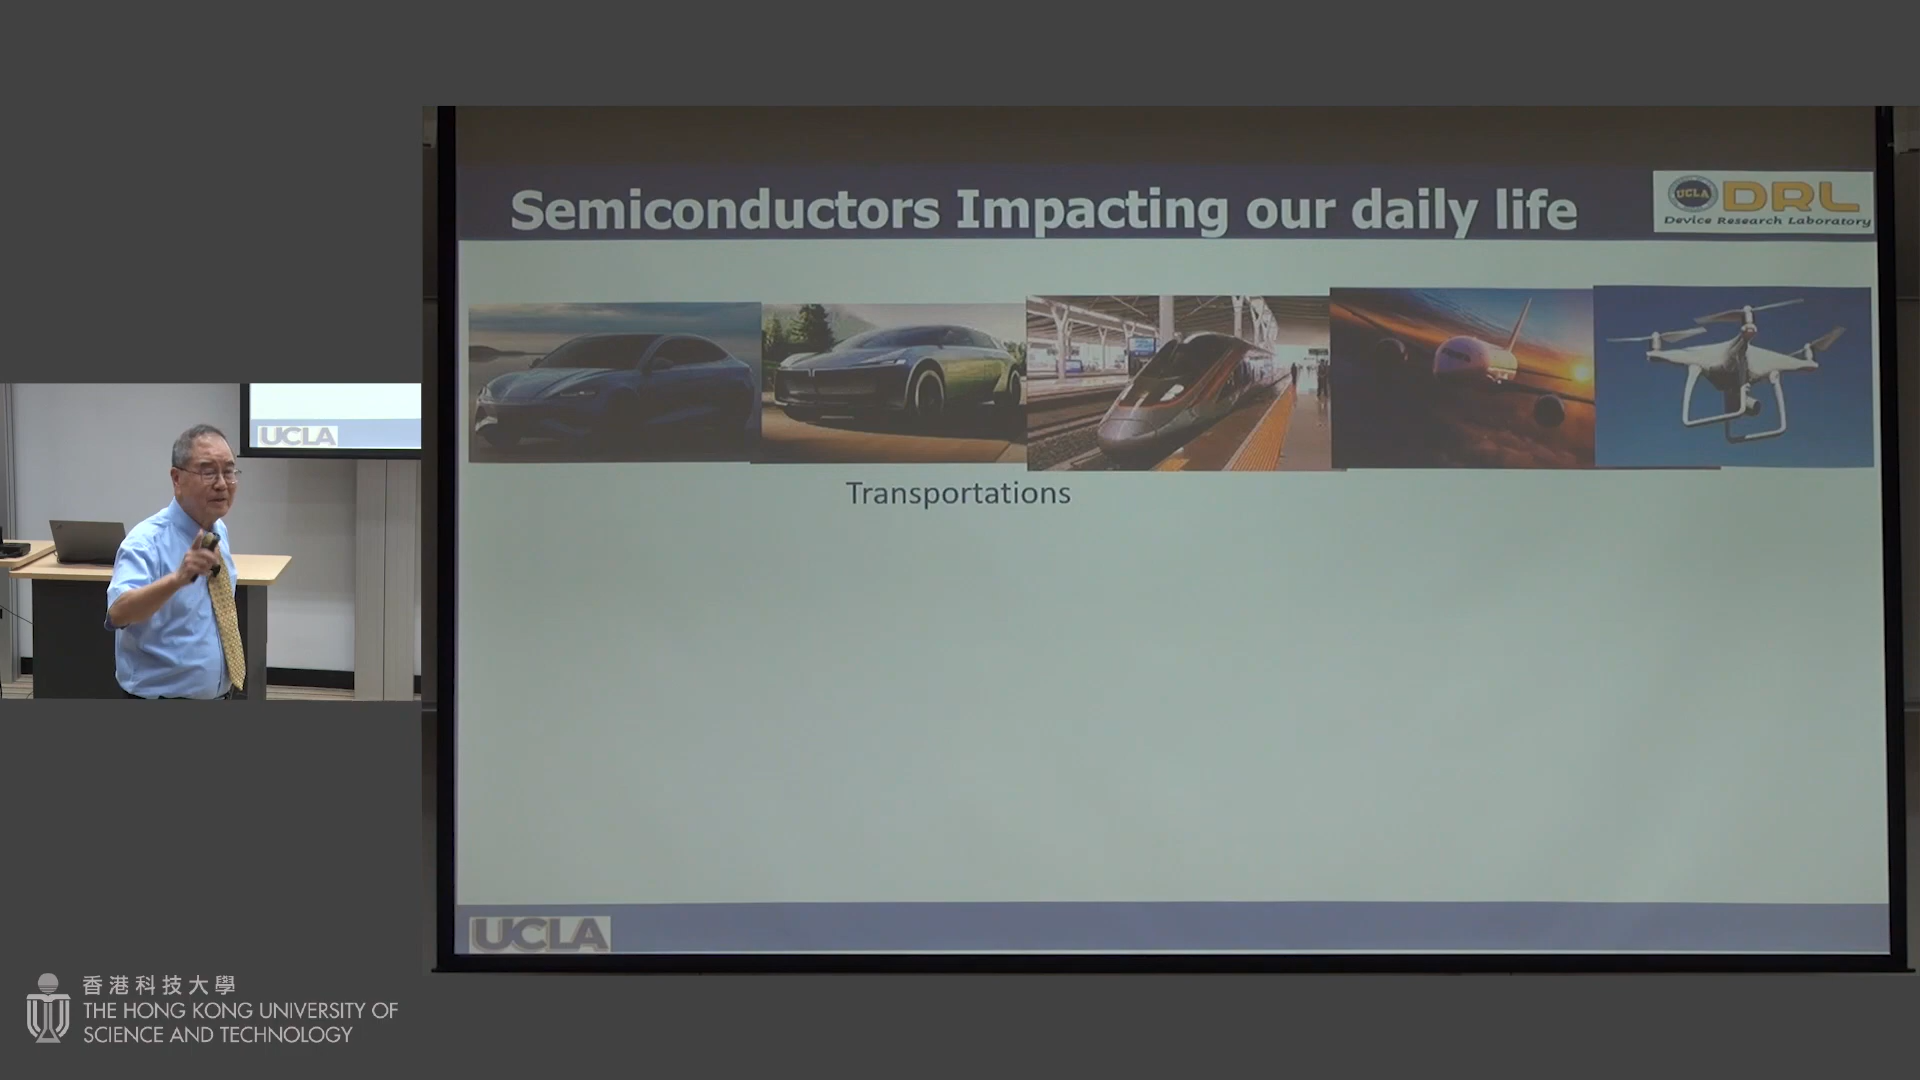 Semiconductors Impacting our daily life
UCLA
DRL
Device Research Laboratory
Transportations
UCLA
UCLA
香港科技大學
THE HONG KONG UNIVERSITY OF
SCIENCE AND TECHNOLOGY